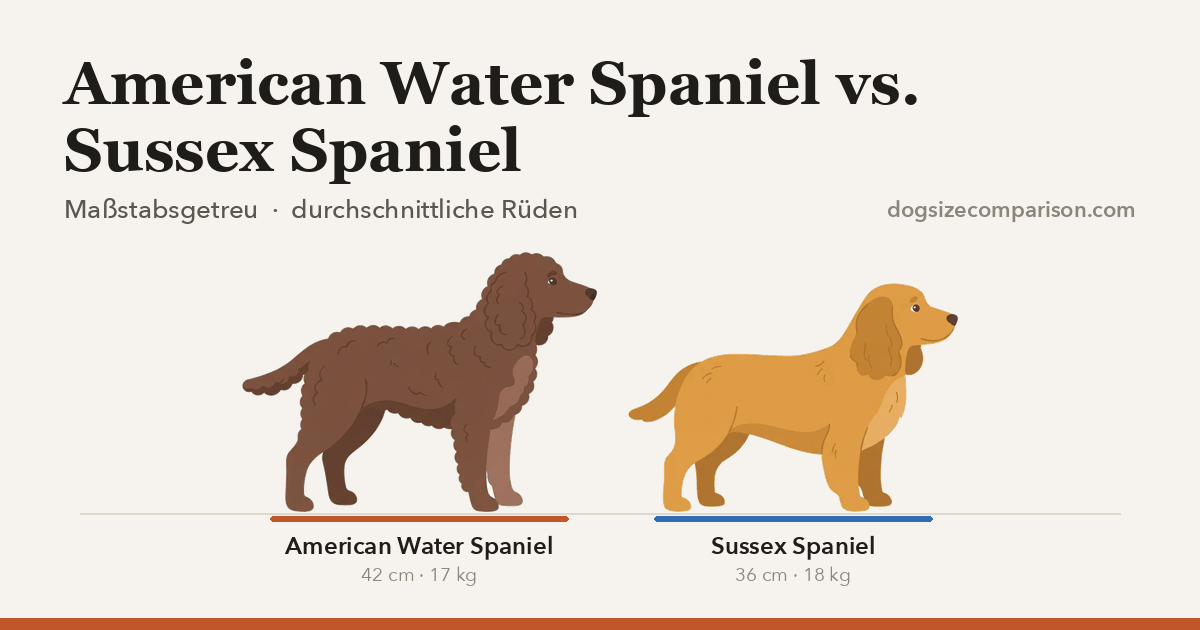 American Water Spaniel vs.
Sussex Spaniel
Maßstabsgetreu · durchschnittliche Rüden
dogsizecomparison.com
American Water Spaniel
42 cm · 17 kg
Sussex Spaniel
36 cm · 18 kg